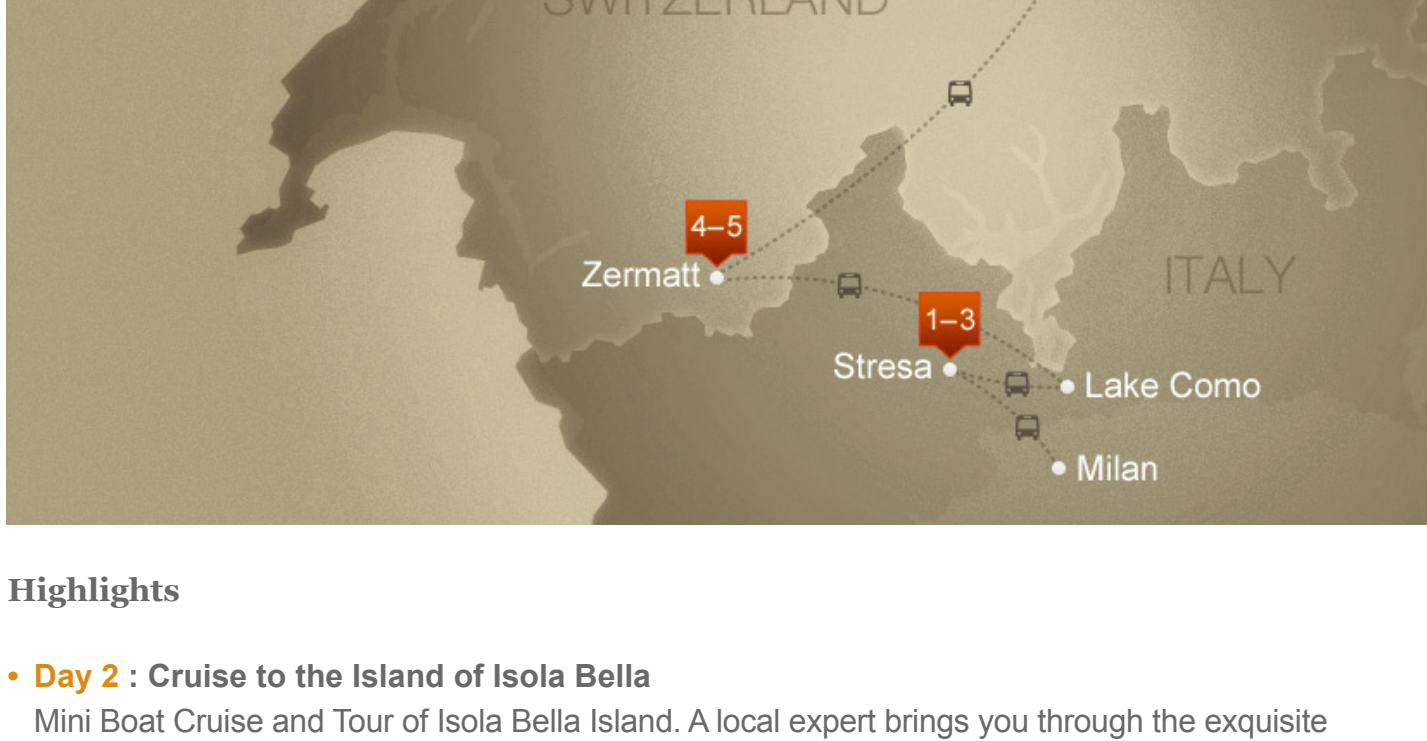 SWITZERLAND
4–5
Zermatt
ITALY
1–3
Stresa
Lake Como
Milan
Highlights
• Day 2 : Cruise to the Island of Isola Bella
Mini Boat Cruise and Tour of Isola Bella Island. A local expert brings you through the exquisite